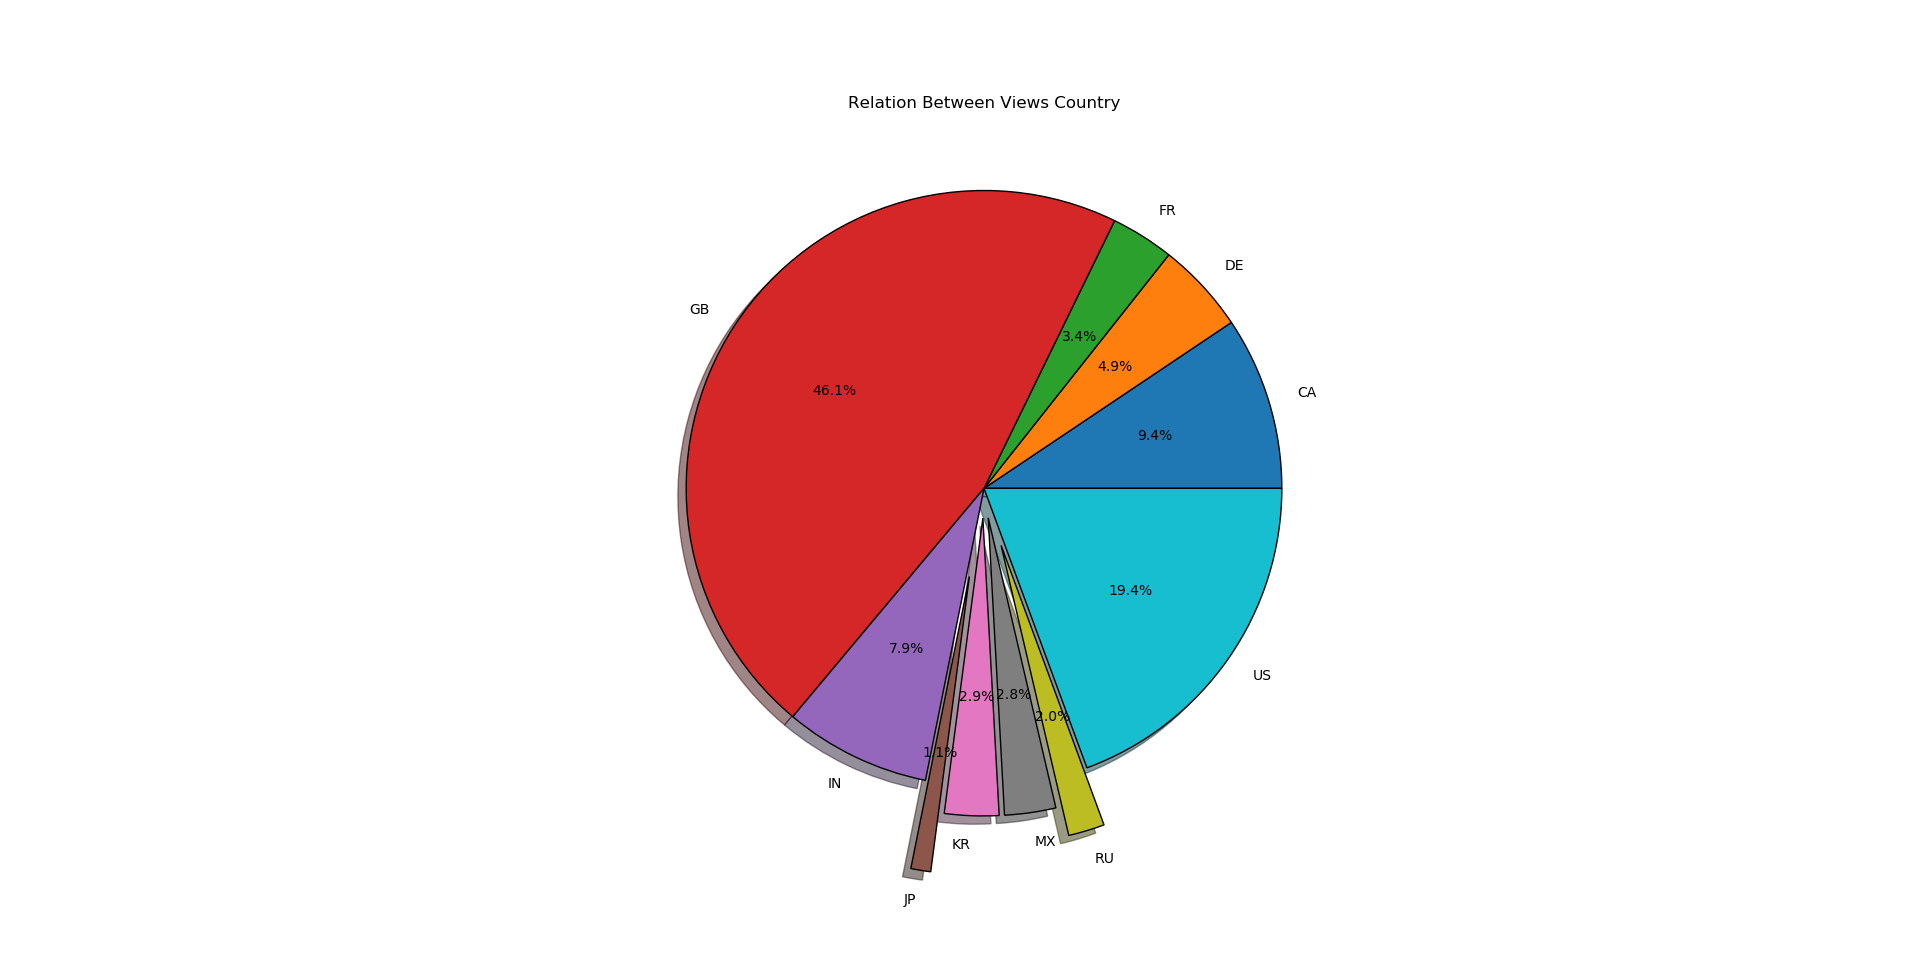 Relation Between Views Country
FR
DE
GB
3.4%
4.9%
46.1%
CA
9.4%
19.4%
7.9%
US
2.9%
2.8%
2.0%
1.1%
IN
KR
MX
RU
JP